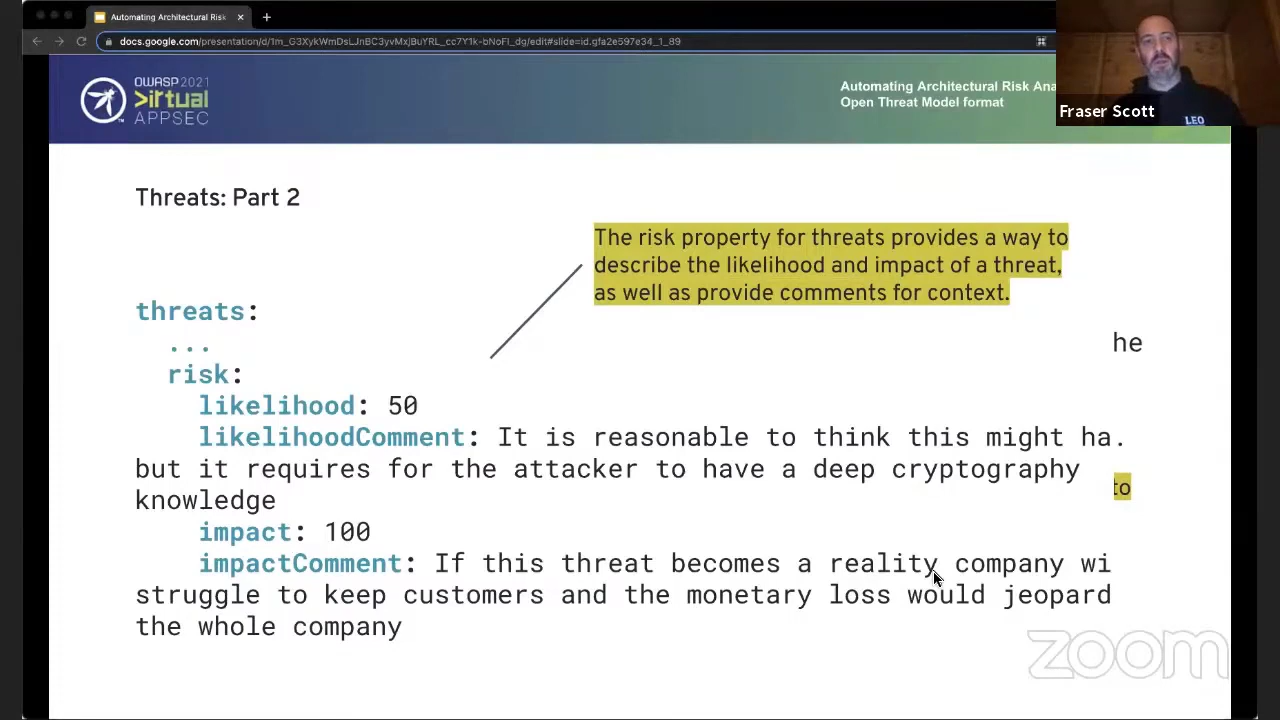 Automating Architectural Risk
docs.google.com/presentation/d/1m_G3XykWmDsLJnBC3yvMxjBuYRL_cc7Y1k-bNoFI_dg/edit#slide=id.gfa2e597e34_1_89
OWASP2021
>irtual
APPSEC
Automating Architectural Risk Ana
Open Threat Model format
Fraser Scott
LEO
Threats: Part 2
The risk property for threats provides a way to
describe the likelihood and impact of a threat,
as well as provide comments for context.
threats:
...
he
risk:
likelihood: 50
likelihoodComment: It is reasonable to think this might ha.
but it requires for the attacker to have a deep cryptography
to
knowledge
impact: 100
impactComment: If this threat becomes a reality company wi
struggle to keep customers and the monetary loss would jeopard
the whole company
zoom